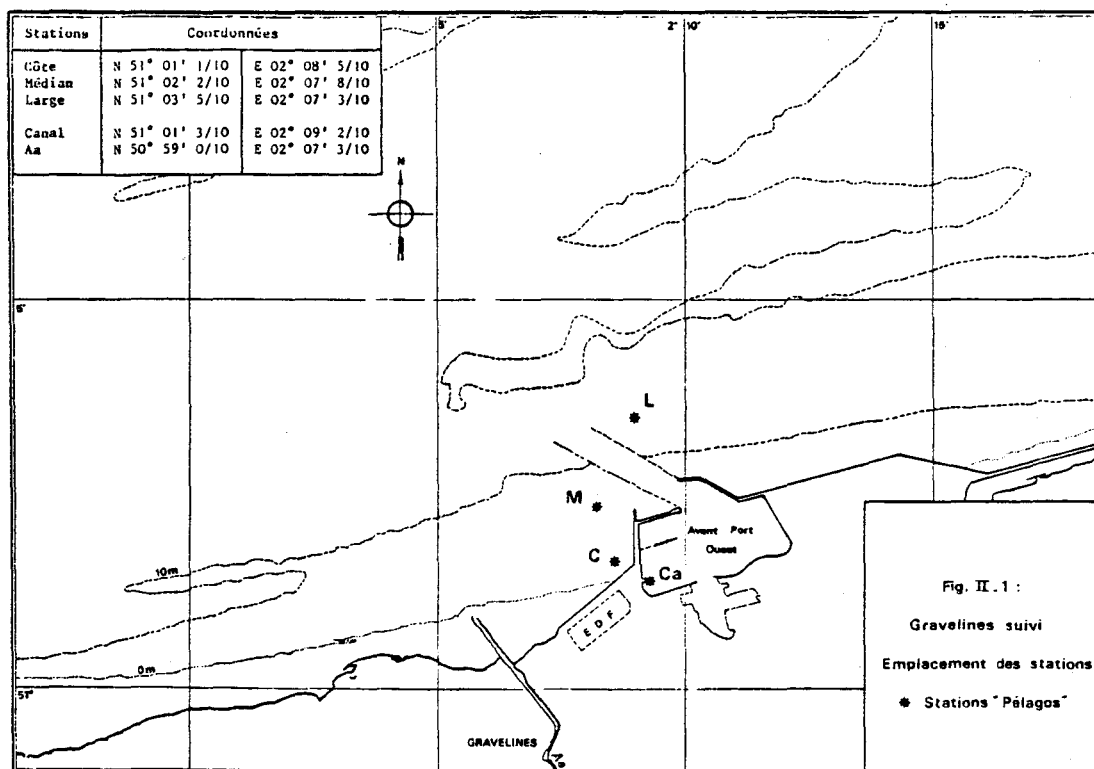 Stations Coordonnées
Côte N 51° 01' 1/10 E 02° 08' 5/10
Médian N 51° 02' 2/10 E 02° 07' 8/10
Large N 51° 03' 5/10 E 02° 07' 3/10
Canal N 51° 01' 3/10 E 02° 09' 2/10
Aa N 50° 59' 0/10 E 02° 07' 3/10
5' 2° 10' 15'
N
5'
L
M
Avant Port
Ouest
C
Ca
10m
EDF
0m
51°
GRAVELINES
Aa
Fig. II.1 :
Gravelines suivi
Emplacement des stations
* Stations "Pélagos"